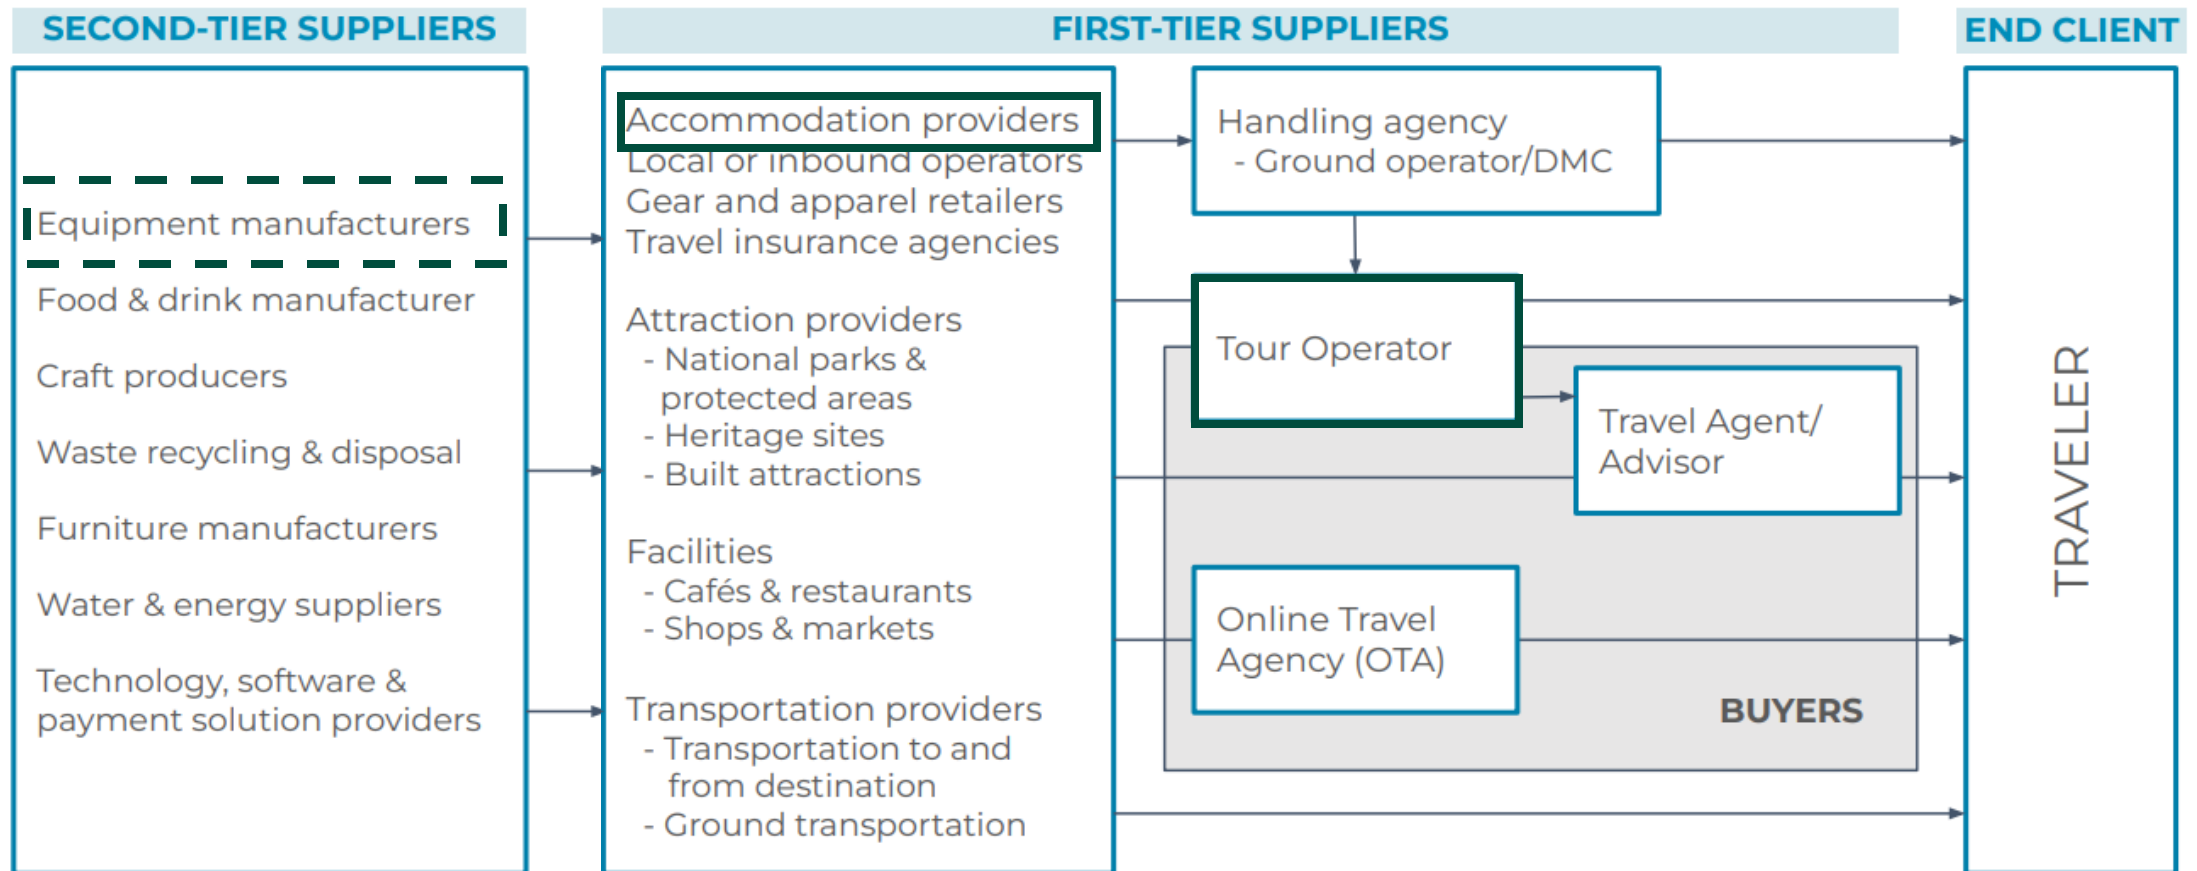 SECOND-TIER SUPPLIERS
FIRST-TIER SUPPLIERS
END CLIENT
Equipment manufacturers
Food & drink manufacturer
Craft producers
Waste recycling & disposal
Furniture manufacturers
Water & energy suppliers
Technology, software &
payment solution providers
Accommodation providers
Local or inbound operators
Gear and apparel retailers
Travel insurance agencies
Attraction providers
- National parks &
protected areas
- Heritage sites
- Built attractions
Facilities
- Cafés & restaurants
- Shops & markets
Transportation providers
- Transportation to and
from destination
- Ground transportation
Handling agency
- Ground operator/DMC
Tour Operator
Travel Agent/
Advisor
Online Travel
Agency (OTA)
BUYERS
TRAVELER